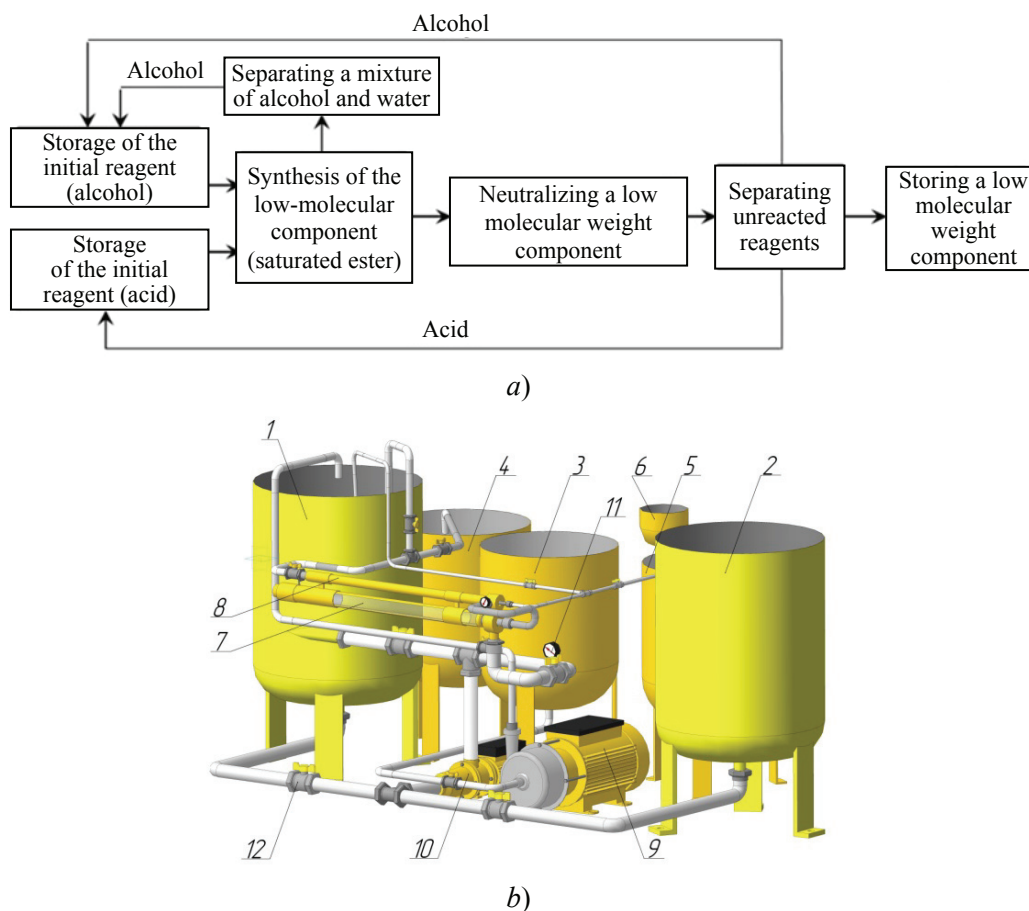 Alcohol
Alcohol
Separating a mixture
of alcohol and water
Storage of the
initial reagent
(alcohol)
Synthesis of the
low-molecular
component
(saturated ester)
Neutralizing a low
molecular weight
component
Separating
unreacted
reagents
Storing a low
molecular
weight
component
Storage
of the initial
reagent (acid)
Acid
a)
1
4
3
6
5
2
11
8
7
12
10
9
b)